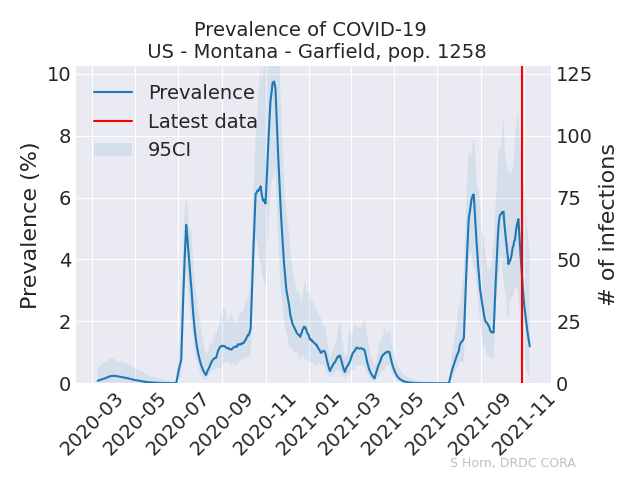 Prevalence of COVID-19
US - Montana - Garfield, pop. 1258
Prevalence
Latest data
95CI
Prevalence (%)
10
8
6
4
2
0
125
100
75
50
25
0
# of infections
2020-03
2020-05
2020-07
2020-09
2020-11
2021-01
2021-03
2021-05
2021-07
2021-09
2021-11
S Horn, DRDC CORA